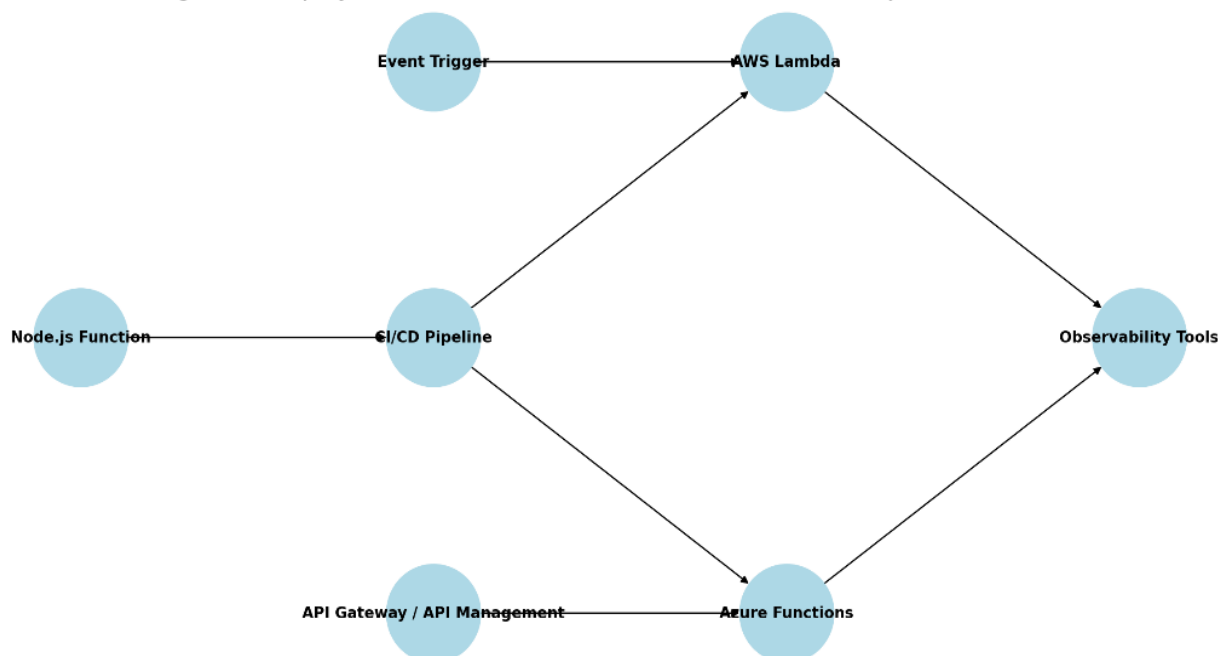 Event Trigger
AWS Lambda
Node.js Function
CI/CD Pipeline
Observability Tools
API Gateway / API Management
Azure Functions